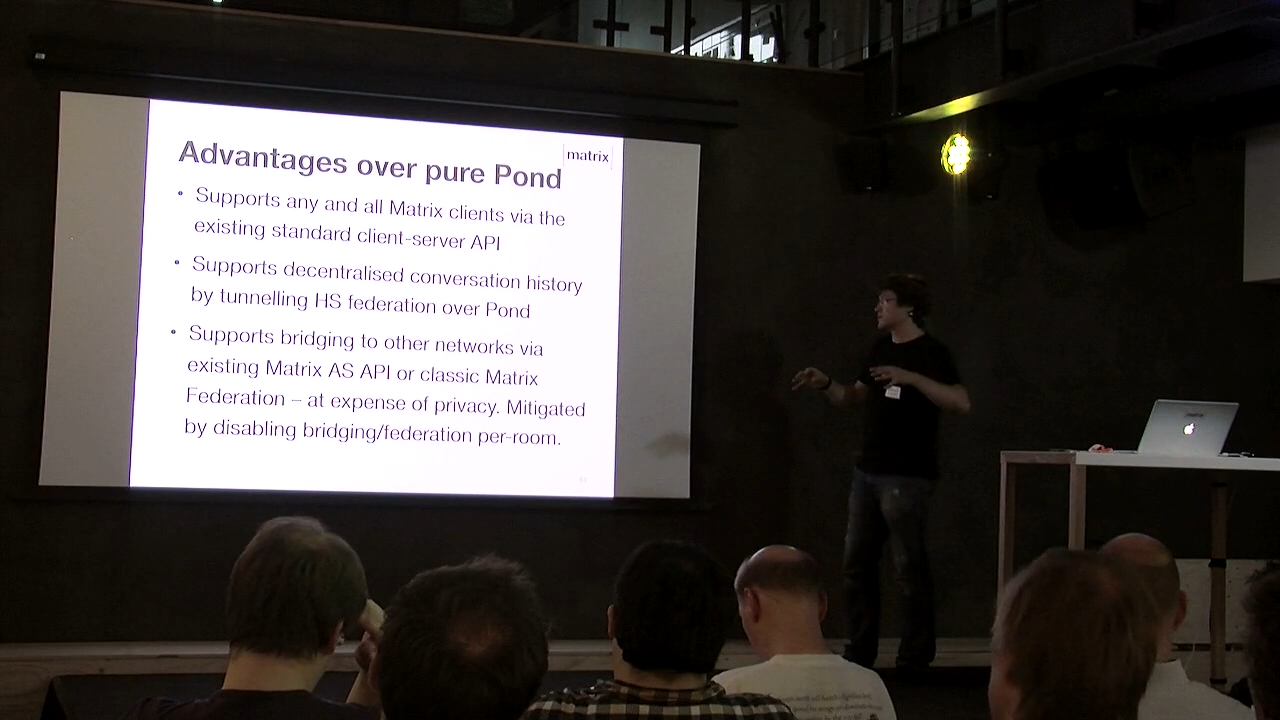 matrix
Advantages over pure Pond
• Supports any and all Matrix clients via the
existing standard client-server API
• Supports decentralised conversation history
by tunnelling HS federation over Pond
• Supports bridging to other networks via
existing Matrix AS API or classic Matrix
Federation – at expense of privacy. Mitigated
by disabling bridging/federation per-room.